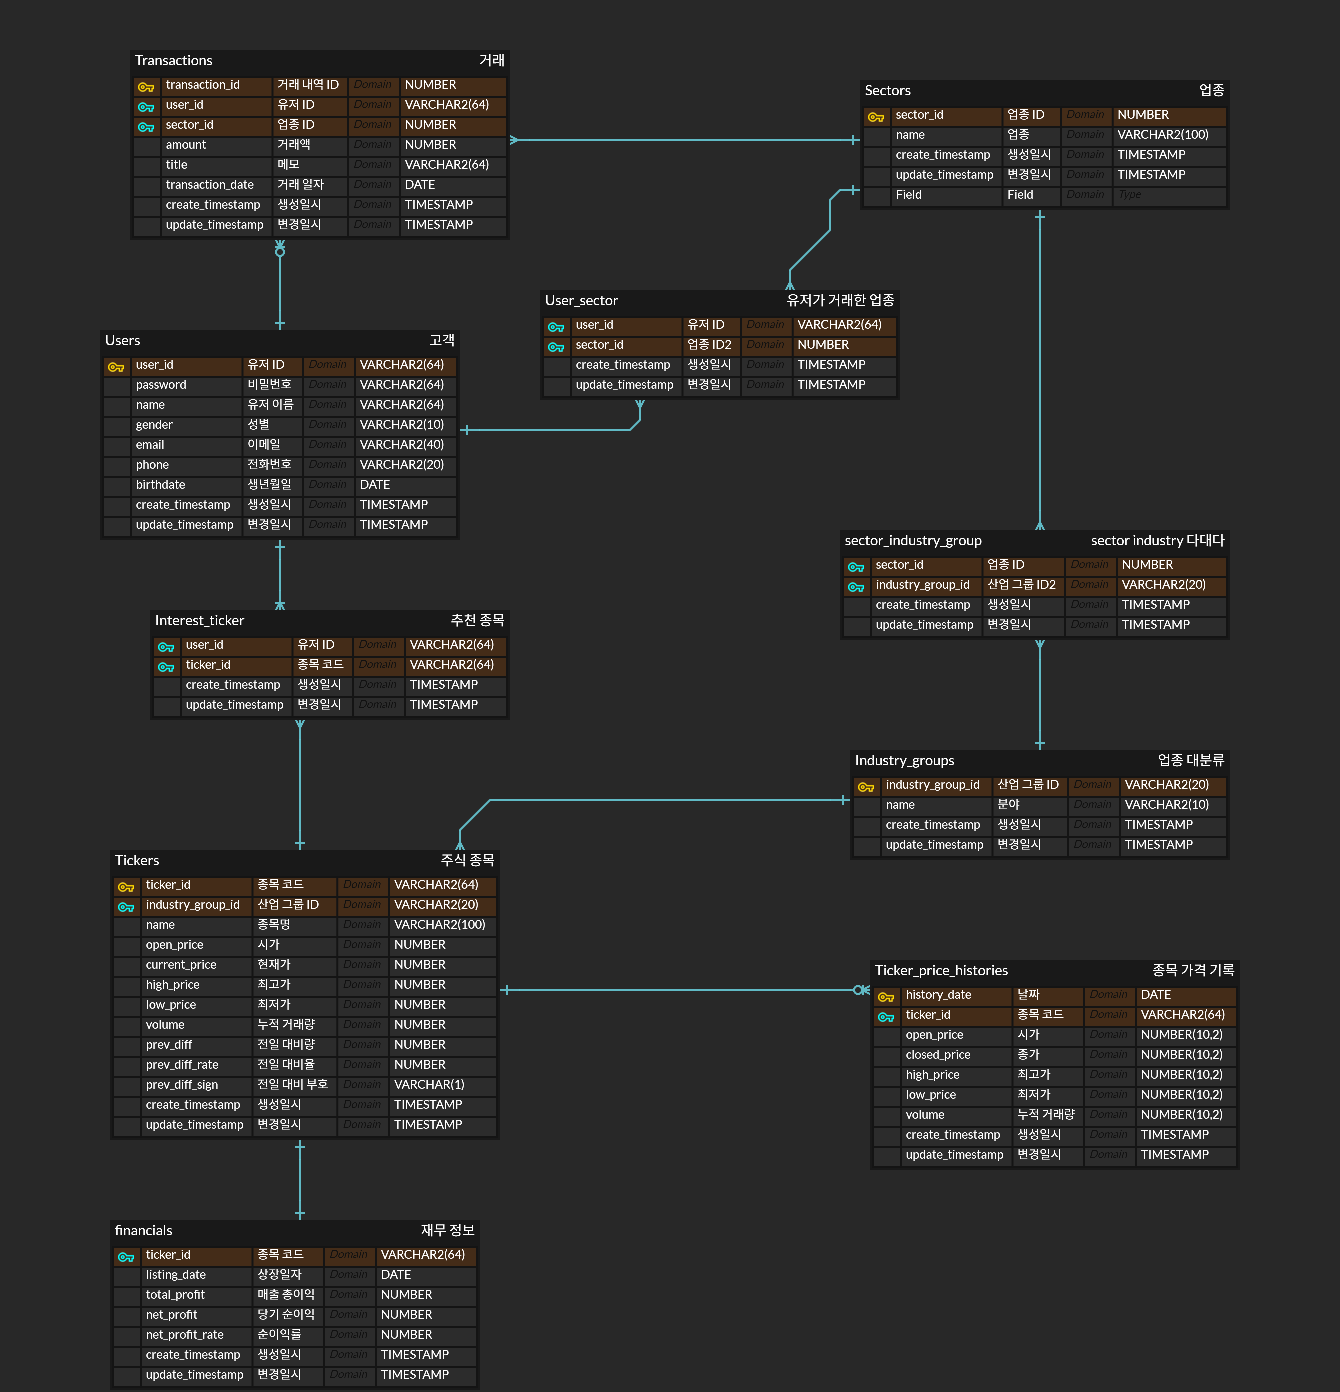 Transactions 거래
transaction_id 거래 내역 ID Domain NUMBER
user_id 유저 ID Domain VARCHAR2(64)
sector_id 업종 ID Domain NUMBER
amount 거래액 Domain NUMBER
title 메모 Domain VARCHAR2(64)
transaction_date 거래 일자 Domain DATE
create_timestamp 생성일시 Domain TIMESTAMP
update_timestamp 변경일시 Domain TIMESTAMP
Sectors 업종
sector_id 업종 ID Domain NUMBER
name 업종 Domain VARCHAR2(100)
create_timestamp 생성일시 Domain TIMESTAMP
update_timestamp 변경일시 Domain TIMESTAMP
Field Field Domain Type
User_sector 유저가 거래한 업종
user_id 유저 ID Domain VARCHAR2(64)
sector_id 업종 ID2 Domain NUMBER
create_timestamp 생성일시 Domain TIMESTAMP
update_timestamp 변경일시 Domain TIMESTAMP
Users 고객
user_id 유저 ID Domain VARCHAR2(64)
password 비밀번호 Domain VARCHAR2(64)
name 유저 이름 Domain VARCHAR2(64)
gender 성별 Domain VARCHAR2(10)
email 이메일 Domain VARCHAR2(40)
phone 전화번호 Domain VARCHAR2(20)
birthdate 생년월일 Domain DATE
create_timestamp 생성일시 Domain TIMESTAMP
update_timestamp 변경일시 Domain TIMESTAMP
sector_industry_group sector industry 다대다
sector_id 업종 ID Domain NUMBER
industry_group_id 산업 그룹 ID2 Domain VARCHAR2(20)
create_timestamp 생성일시 Domain TIMESTAMP
update_timestamp 변경일시 Domain TIMESTAMP
Interest_ticker 추천 종목
user_id 유저 ID Domain VARCHAR2(64)
ticker_id 종목 코드 Domain VARCHAR2(64)
create_timestamp 생성일시 Domain TIMESTAMP
update_timestamp 변경일시 Domain TIMESTAMP
Industry_groups 업종 대분류
industry_group_id 산업 그룹 ID Domain VARCHAR2(20)
name 분야 Domain VARCHAR2(10)
create_timestamp 생성일시 Domain TIMESTAMP
update_timestamp 변경일시 Domain TIMESTAMP
Tickers 주식 종목
ticker_id 종목 코드 Domain VARCHAR2(64)
industry_group_id 산업 그룹 ID Domain VARCHAR2(20)
name 종목명 Domain VARCHAR2(100)
open_price 시가 Domain NUMBER
current_price 현재가 Domain NUMBER
high_price 최고가 Domain NUMBER
low_price 최저가 Domain NUMBER
volume 누적 거래량 Domain NUMBER
prev_diff 전일 대비량 Domain NUMBER
prev_diff_rate 전일 대비율 Domain NUMBER
prev_diff_sign 전일 대비 부호 Domain VARCHAR(1)
create_timestamp 생성일시 Domain TIMESTAMP
update_timestamp 변경일시 Domain TIMESTAMP
Ticker_price_histories 종목 가격 기록
history_date 날짜 Domain DATE
ticker_id 종목 코드 Domain VARCHAR2(64)
open_price 시가 Domain NUMBER(10,2)
closed_price 종가 Domain NUMBER(10,2)
high_price 최고가 Domain NUMBER(10,2)
low_price 최저가 Domain NUMBER(10,2)
volume 누적 거래량 Domain NUMBER(10,2)
create_timestamp 생성일시 Domain TIMESTAMP
update_timestamp 변경일시 Domain TIMESTAMP
financials 재무 정보
ticker_id 종목 코드 Domain VARCHAR2(64)
listing_date 상장일자 Domain DATE
total_profit 매출 총이익 Domain NUMBER
net_profit 당기 순이익 Domain NUMBER
net_profit_rate 순이익률 Domain NUMBER
create_timestamp 생성일시 Domain TIMESTAMP
update_timestamp 변경일시 Domain TIMESTAMP